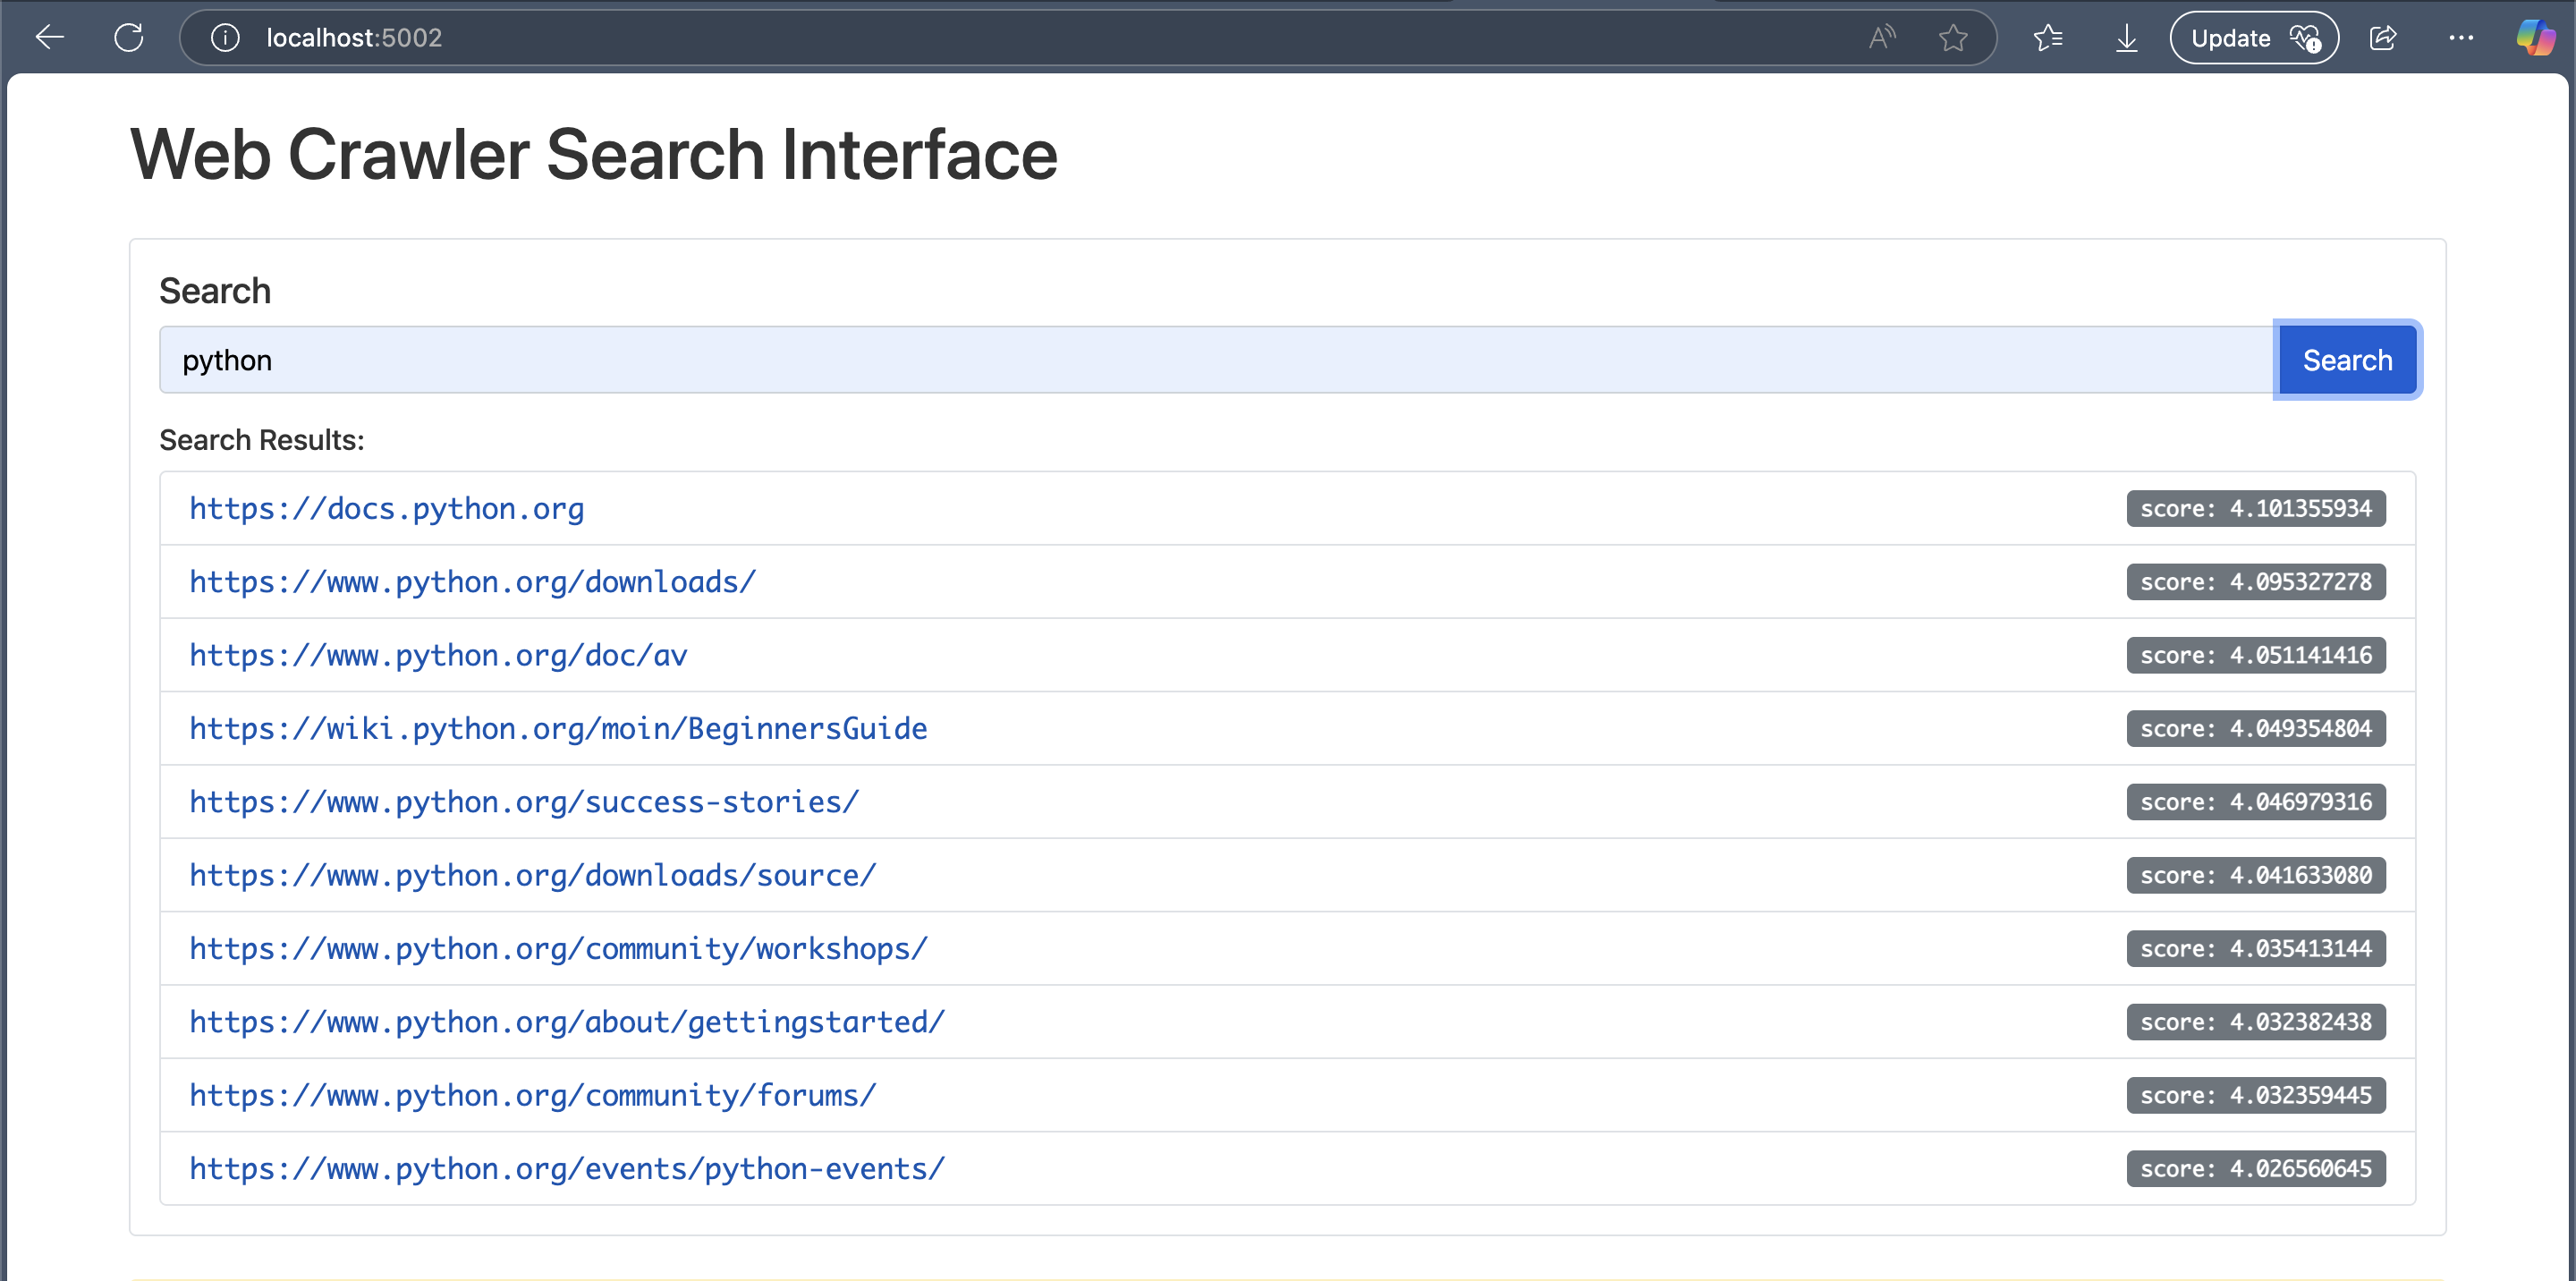 localhost:5002
Update
Web Crawler Search Interface
Search
python
Search
Search Results:
https://docs.python.org score: 4.101355934
https://www.python.org/downloads/ score: 4.095327278
https://www.python.org/doc/av score: 4.051141416
https://wiki.python.org/moin/BeginnersGuide score: 4.049354804
https://www.python.org/success-stories/ score: 4.046979316
https://www.python.org/downloads/source/ score: 4.041633080
https://www.python.org/community/workshops/ score: 4.035413144
https://www.python.org/about/gettingstarted/ score: 4.032382438
https://www.python.org/community/forums/ score: 4.032359445
https://www.python.org/events/python-events/ score: 4.026560645